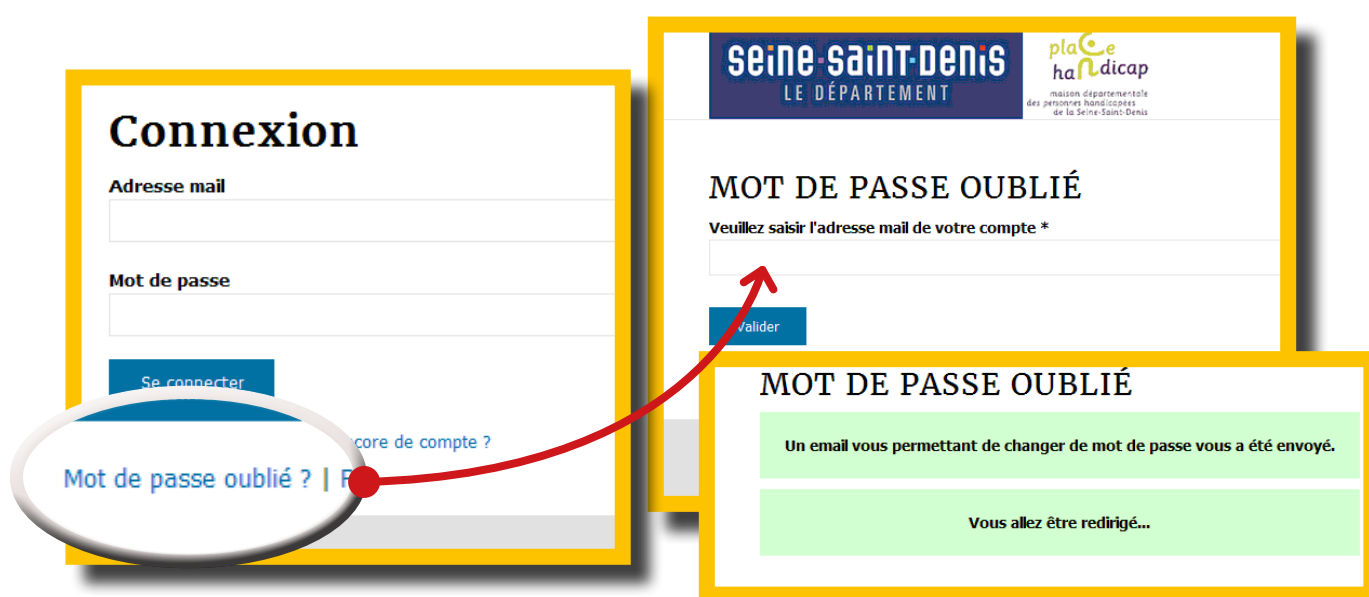 Connexion
Adresse mail
Mot de passe
Se connecter
core de compte ?
Mot de passe oublié ? |
seine-saint-denis
LE DÉPARTEMENT
place
handicap
maison départementale
des personnes handicapées
de la Seine-Saint-Denis
MOT DE PASSE OUBLIÉ
Veuillez saisir l'adresse mail de votre compte *
Valider
MOT DE PASSE OUBLIÉ
Un email vous permettant de changer de mot de passe vous a été envoyé.
Vous allez être redirigé...